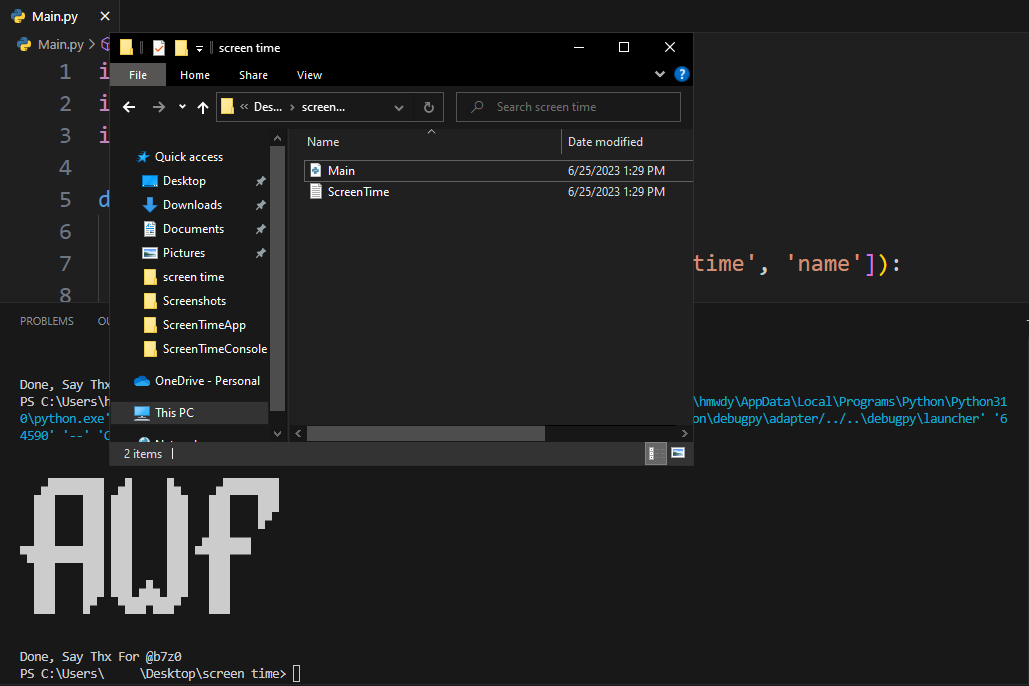 Main.py
Main.py >
screen time
File Home Share View
« Des... > screen...
Search screen time
Name Date modified
Quick access
Desktop
Downloads
Documents
Pictures
screen time
Screenshots
ScreenTimeApp
ScreenTimeConsole
OneDrive - Personal
This PC
Main 6/25/2023 1:29 PM
ScreenTime 6/25/2023 1:29 PM
2 items
1 i
2 i
3 i
4
5 d
6
7 time', 'name']):
8
PROBLEMS OU
Done, Say Thx
PS C:\Users\h \hmwdy\AppData\Local\Programs\Python\Python31
0\python.exe' on\debugpy\adapter/../..\debugpy\launcher' '6
4590' '--' 'C
AWF
Done, Say Thx For @b7z0
PS C:\Users\ \Desktop\screen time>